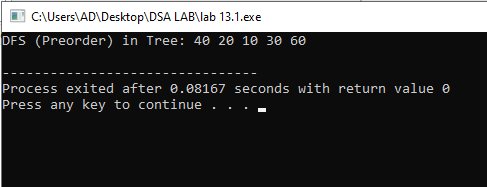 C:\Users\AD\Desktop\DSA LAB\lab 13.1.exe
DFS (Preorder) in Tree: 40 20 10 30 60
--------------------------------
Process exited after 0.08167 seconds with return value 0
Press any key to continue . . .